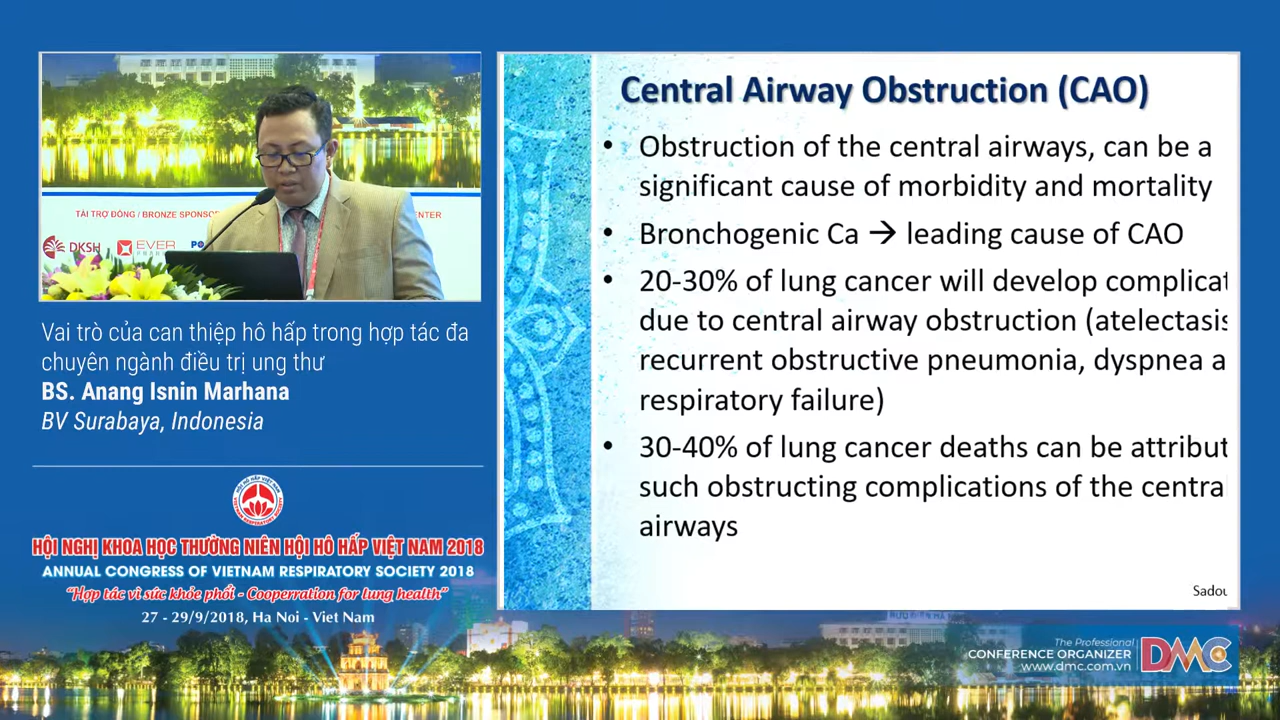 TÀI TRỢ ĐỒNG / BRONZE SPONSOR
DKSH
EVER
Vai trò của can thiệp hô hấp trong hợp tác đa
chuyên ngành điều trị ung thư
BS. Anang Isnin Marhana
BV Surabaya, Indonesia
HỘI NGHỊ KHOA HỌC THƯỜNG NIÊN HỘI HÔ HẤP VIỆT NAM 2018
ANNUAL CONGRESS OF VIETNAM RESPIRATORY SOCIETY 2018
“Hợp tác vì sức khỏe phổi - Cooperration for lung health”
27 - 29/9/2018, Ha Noi - Viet Nam
Central Airway Obstruction (CAO)
• Obstruction of the central airways, can be a
significant cause of morbidity and mortality
• Bronchogenic Ca → leading cause of CAO
• 20-30% of lung cancer will develop complicat
due to central airway obstruction (atelectasis
recurrent obstructive pneumonia, dyspnea a
respiratory failure)
• 30-40% of lung cancer deaths can be attribut
such obstructing complications of the centra
airways
Sadou
The Professional
CONFERENCE ORGANIZER
www.dmc.com.vn
DMC